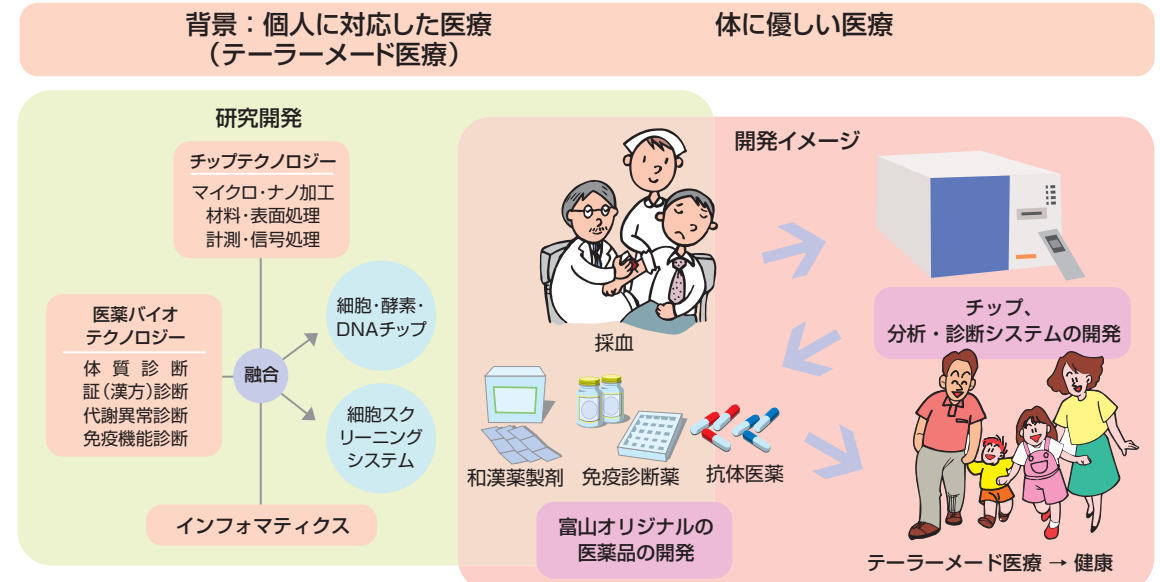 背景：個人に対応した医療
（テーラーメード医療）
体に優しい医療
研究開発
チップテクノロジー
マイクロ・ナノ加工
材料・表面処理
計測・信号処理
医薬バイオ
テクノロジー
体質診断
証（漢方）診断
代謝異常診断
免疫機能診断
融合
細胞・酵素・
DNAチップ
細胞スク
リーニング
システム
インフォマティクス
開発イメージ
採血
チップ、
分析・診断システムの開発
和漢薬製剤
免疫診断薬
抗体医薬
富山オリジナルの
医薬品の開発
テーラーメード医療 → 健康